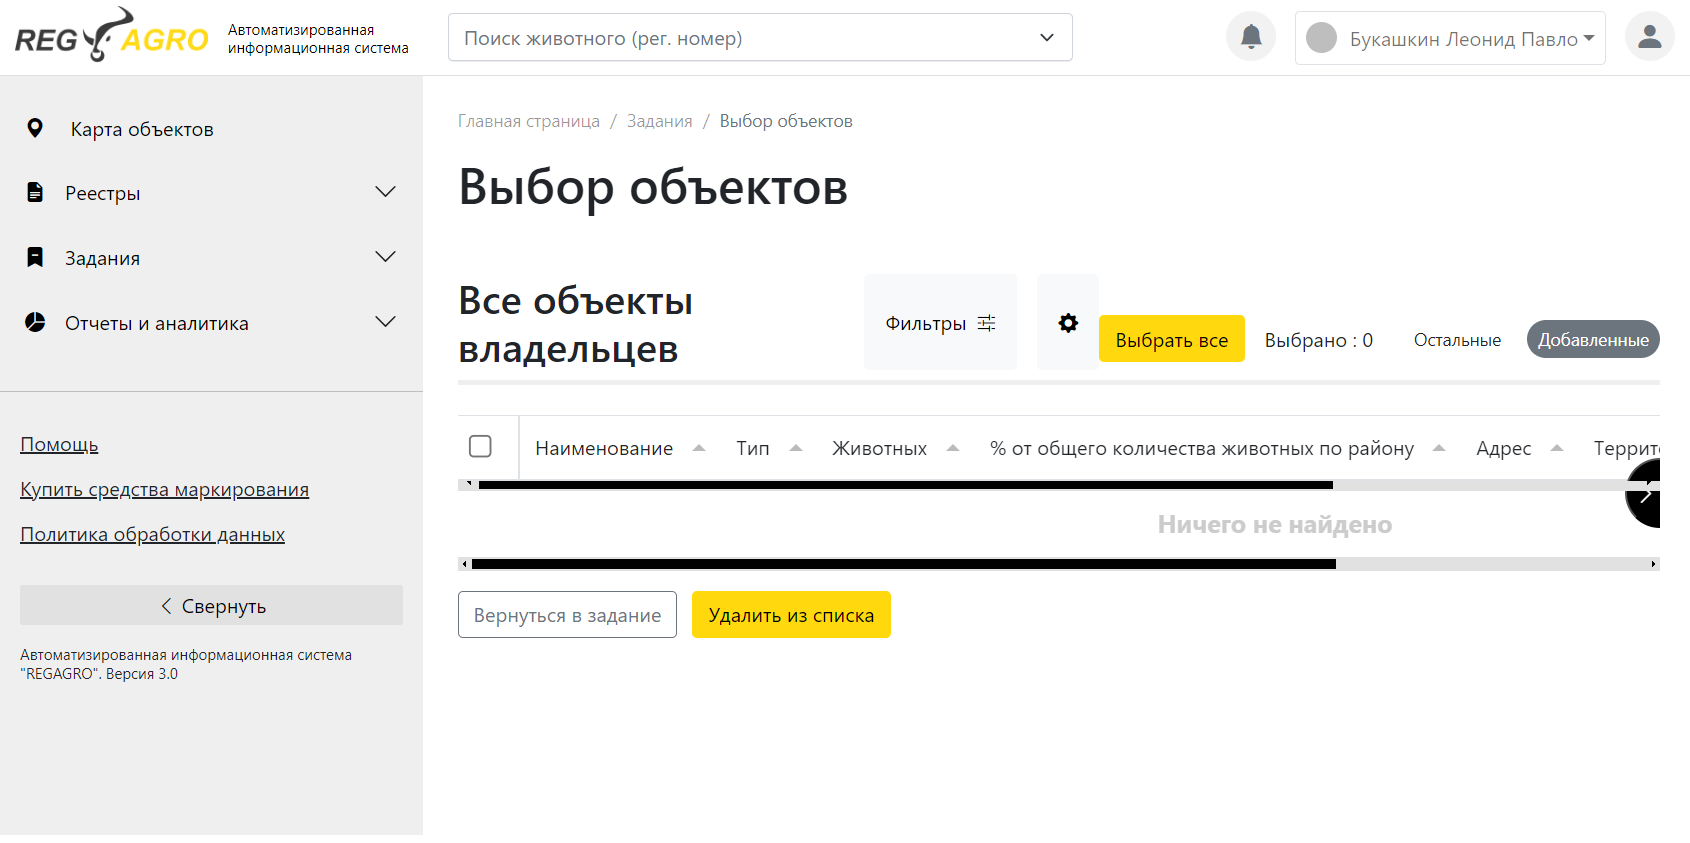 REG AGRO
Автоматизированная
информационная система
Поиск животного (рег. номер)
Букашкин Леонид Павло
Карта объектов
Реестры
Задания
Отчеты и аналитика
Помощь
Купить средства маркирования
Политика обработки данных
Свернуть
Автоматизированная информационная система
"REGAGRO". Версия 3.0
Главная страница / Задания / Выбор объектов
Выбор объектов
Все объекты
владельцев
Фильтры
Выбрать все
Выбрано : 0
Остальные
Добавленные
Наименование Тип Животных % от общего количества животных по району Адрес Террит
Ничего не найдено
Вернуться в задание
Удалить из списка